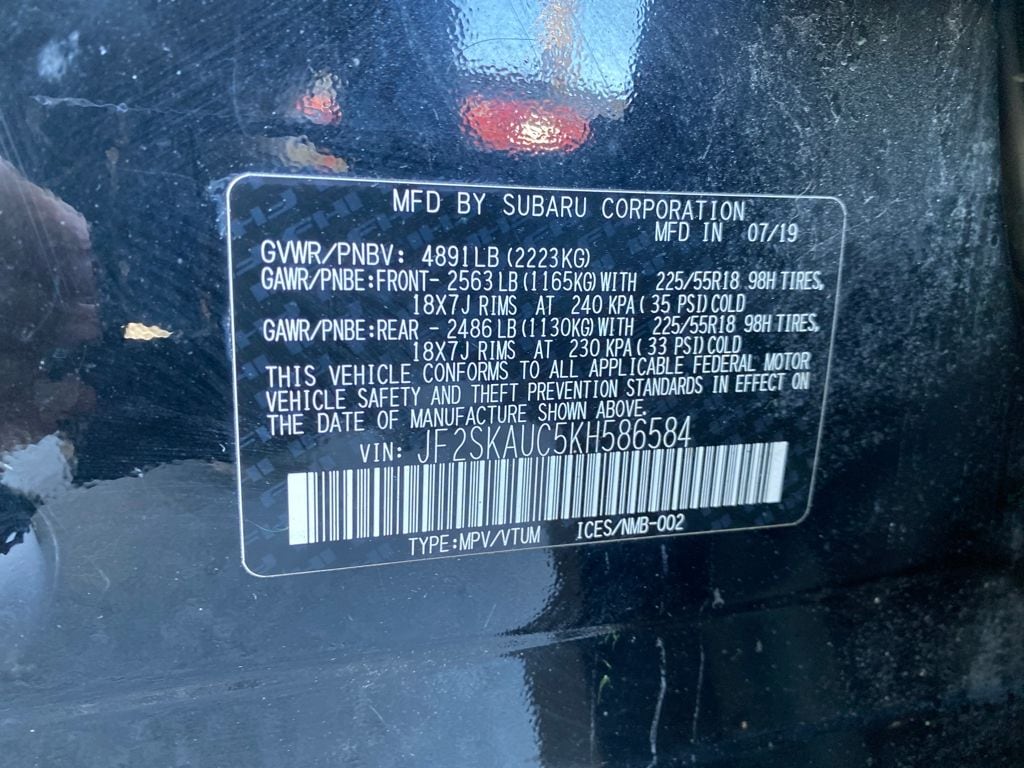 MFD BY SUBARU CORPORATION
MFD IN 07/19
GVWR/PNBV: 4891LB (2223KG)
GAWR/PNBE:FRONT- 2563 LB (1165KG) WITH 225/55R18 98H TIRES,
18X7J RIMS AT 240 KPA ( 35 PSI) COLD
GAWR/PNBE:REAR - 2486 LB (1130KG) WITH 225/55R18 98H TIRES,
18X7J RIMS AT 230 KPA ( 33 PSI) COLD
THIS VEHICLE CONFORMS TO ALL APPLICABLE FEDERAL MOTOR
VEHICLE SAFETY AND THEFT PREVENTION STANDARDS IN EFFECT ON
THE DATE OF MANUFACTURE SHOWN ABOVE.
VIN: JF2SKAUC5KH586584
TYPE:MPV/VTUM ICES/NMB-002